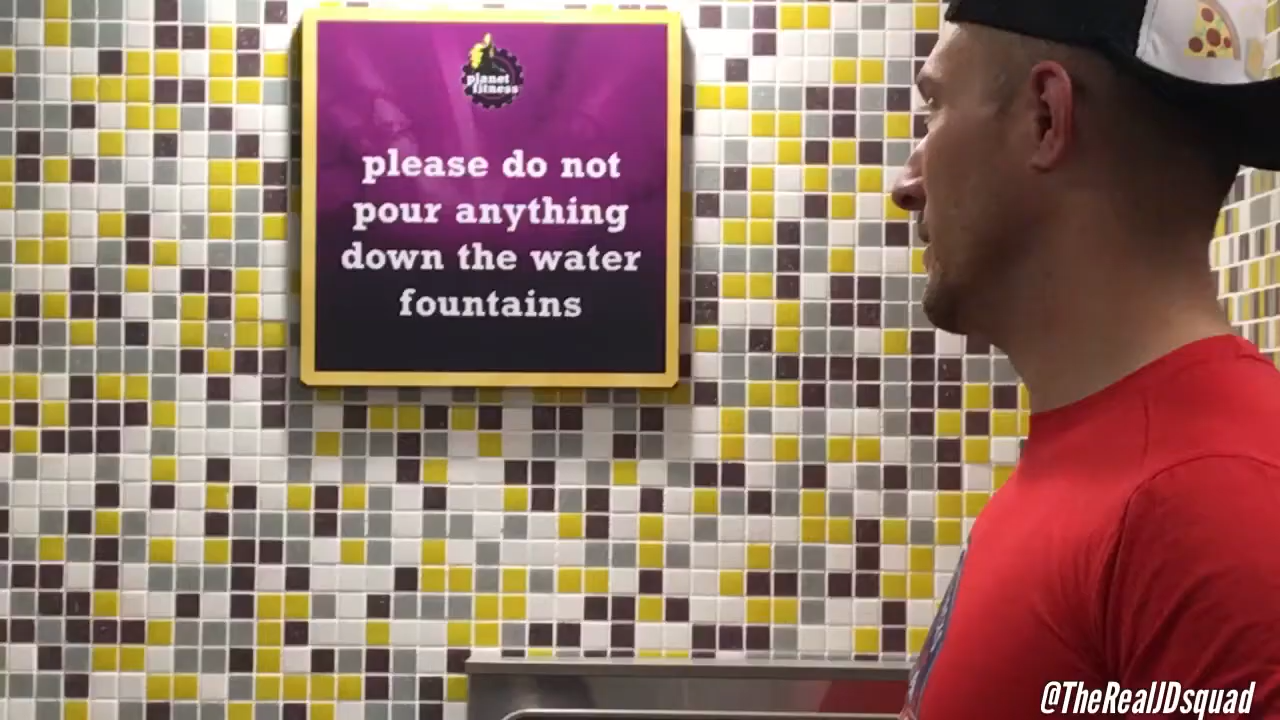 planet
fitness
please do not
pour anything
down the water
fountains
@TheRealJDsquad